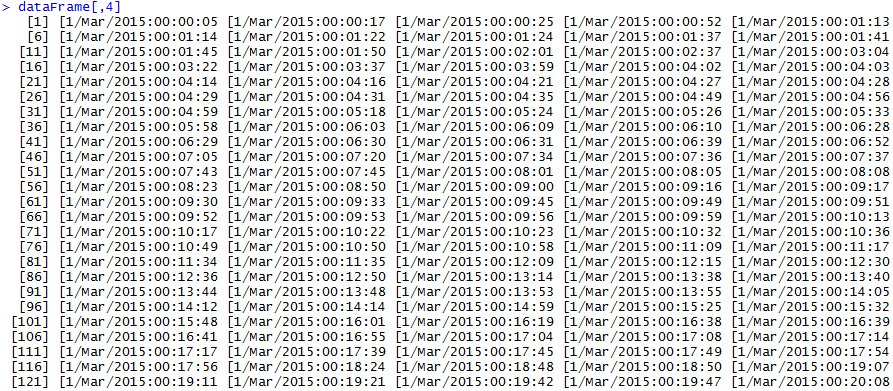 > dataFrame[,4]
[1] [1/Mar/2015:00:00:05 [1/Mar/2015:00:00:17 [1/Mar/2015:00:00:25 [1/Mar/2015:00:00:52 [1/Mar/2015:00:01:13
[6] [1/Mar/2015:00:01:14 [1/Mar/2015:00:01:22 [1/Mar/2015:00:01:24 [1/Mar/2015:00:01:37 [1/Mar/2015:00:01:41
[11] [1/Mar/2015:00:01:45 [1/Mar/2015:00:01:50 [1/Mar/2015:00:02:01 [1/Mar/2015:00:02:37 [1/Mar/2015:00:03:04
[16] [1/Mar/2015:00:03:22 [1/Mar/2015:00:03:37 [1/Mar/2015:00:03:59 [1/Mar/2015:00:04:02 [1/Mar/2015:00:04:03
[21] [1/Mar/2015:00:04:14 [1/Mar/2015:00:04:16 [1/Mar/2015:00:04:21 [1/Mar/2015:00:04:27 [1/Mar/2015:00:04:28
[26] [1/Mar/2015:00:04:29 [1/Mar/2015:00:04:31 [1/Mar/2015:00:04:35 [1/Mar/2015:00:04:49 [1/Mar/2015:00:04:56
[31] [1/Mar/2015:00:04:59 [1/Mar/2015:00:05:18 [1/Mar/2015:00:05:24 [1/Mar/2015:00:05:26 [1/Mar/2015:00:05:33
[36] [1/Mar/2015:00:05:58 [1/Mar/2015:00:06:03 [1/Mar/2015:00:06:09 [1/Mar/2015:00:06:10 [1/Mar/2015:00:06:28
[41] [1/Mar/2015:00:06:29 [1/Mar/2015:00:06:30 [1/Mar/2015:00:06:31 [1/Mar/2015:00:06:39 [1/Mar/2015:00:06:52
[46] [1/Mar/2015:00:07:05 [1/Mar/2015:00:07:20 [1/Mar/2015:00:07:34 [1/Mar/2015:00:07:36 [1/Mar/2015:00:07:37
[51] [1/Mar/2015:00:07:43 [1/Mar/2015:00:07:45 [1/Mar/2015:00:08:01 [1/Mar/2015:00:08:05 [1/Mar/2015:00:08:08
[56] [1/Mar/2015:00:08:23 [1/Mar/2015:00:08:50 [1/Mar/2015:00:09:00 [1/Mar/2015:00:09:16 [1/Mar/2015:00:09:17
[61] [1/Mar/2015:00:09:30 [1/Mar/2015:00:09:33 [1/Mar/2015:00:09:45 [1/Mar/2015:00:09:49 [1/Mar/2015:00:09:51
[66] [1/Mar/2015:00:09:52 [1/Mar/2015:00:09:53 [1/Mar/2015:00:09:56 [1/Mar/2015:00:09:59 [1/Mar/2015:00:10:13
[71] [1/Mar/2015:00:10:17 [1/Mar/2015:00:10:22 [1/Mar/2015:00:10:23 [1/Mar/2015:00:10:32 [1/Mar/2015:00:10:36
[76] [1/Mar/2015:00:10:49 [1/Mar/2015:00:10:50 [1/Mar/2015:00:10:58 [1/Mar/2015:00:11:09 [1/Mar/2015:00:11:17
[81] [1/Mar/2015:00:11:34 [1/Mar/2015:00:11:35 [1/Mar/2015:00:12:09 [1/Mar/2015:00:12:15 [1/Mar/2015:00:12:30
[86] [1/Mar/2015:00:12:36 [1/Mar/2015:00:12:50 [1/Mar/2015:00:13:14 [1/Mar/2015:00:13:38 [1/Mar/2015:00:13:40
[91] [1/Mar/2015:00:13:44 [1/Mar/2015:00:13:48 [1/Mar/2015:00:13:53 [1/Mar/2015:00:13:55 [1/Mar/2015:00:14:05
[96] [1/Mar/2015:00:14:12 [1/Mar/2015:00:14:14 [1/Mar/2015:00:14:59 [1/Mar/2015:00:15:25 [1/Mar/2015:00:15:32
[101] [1/Mar/2015:00:15:48 [1/Mar/2015:00:16:01 [1/Mar/2015:00:16:19 [1/Mar/2015:00:16:38 [1/Mar/2015:00:16:39
[106] [1/Mar/2015:00:16:41 [1/Mar/2015:00:16:55 [1/Mar/2015:00:17:04 [1/Mar/2015:00:17:08 [1/Mar/2015:00:17:14
[111] [1/Mar/2015:00:17:17 [1/Mar/2015:00:17:39 [1/Mar/2015:00:17:45 [1/Mar/2015:00:17:49 [1/Mar/2015:00:17:54
[116] [1/Mar/2015:00:17:56 [1/Mar/2015:00:18:24 [1/Mar/2015:00:18:48 [1/Mar/2015:00:18:50 [1/Mar/2015:00:19:07
[121] [1/Mar/2015:00:19:11 [1/Mar/2015:00:19:21 [1/Mar/2015:00:19:42 [1/Mar/2015:00:19:47 [1/Mar/2015:00:20:03